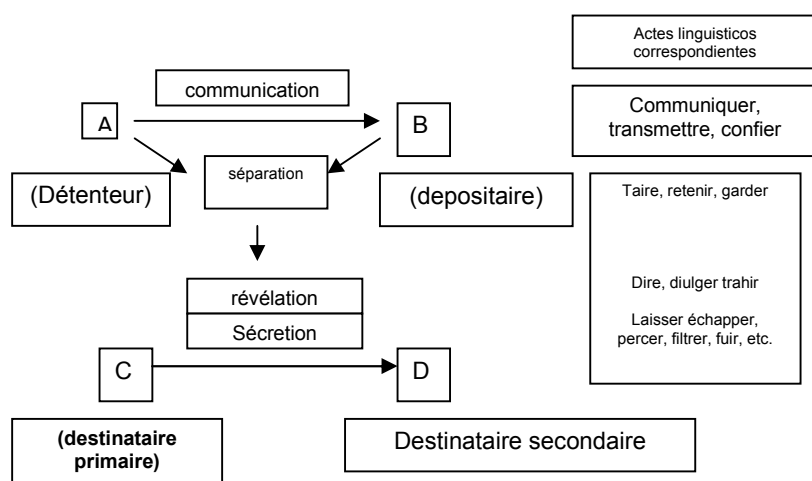 Actes linguisticos
correspondientes
communication
Communiquer,
transmettre, confier
A
B
séparation
(Détenteur)
(depositaire)
Taire, retenir, garder
révélation
Dire, diulger trahir
Sécretion
Laisser échapper,
percer, filtrer, fuir, etc.
C
D
(destinataire
primaire)
Destinataire secondaire